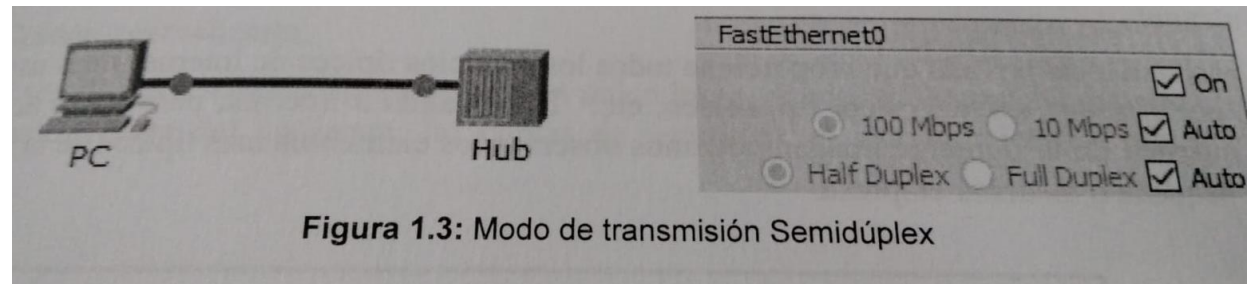 FastEthernet0
On
100 Mbps 10 Mbps Auto
Half Duplex Full Duplex Auto
PC
Hub
Figura 1.3: Modo de transmisión Semidúplex